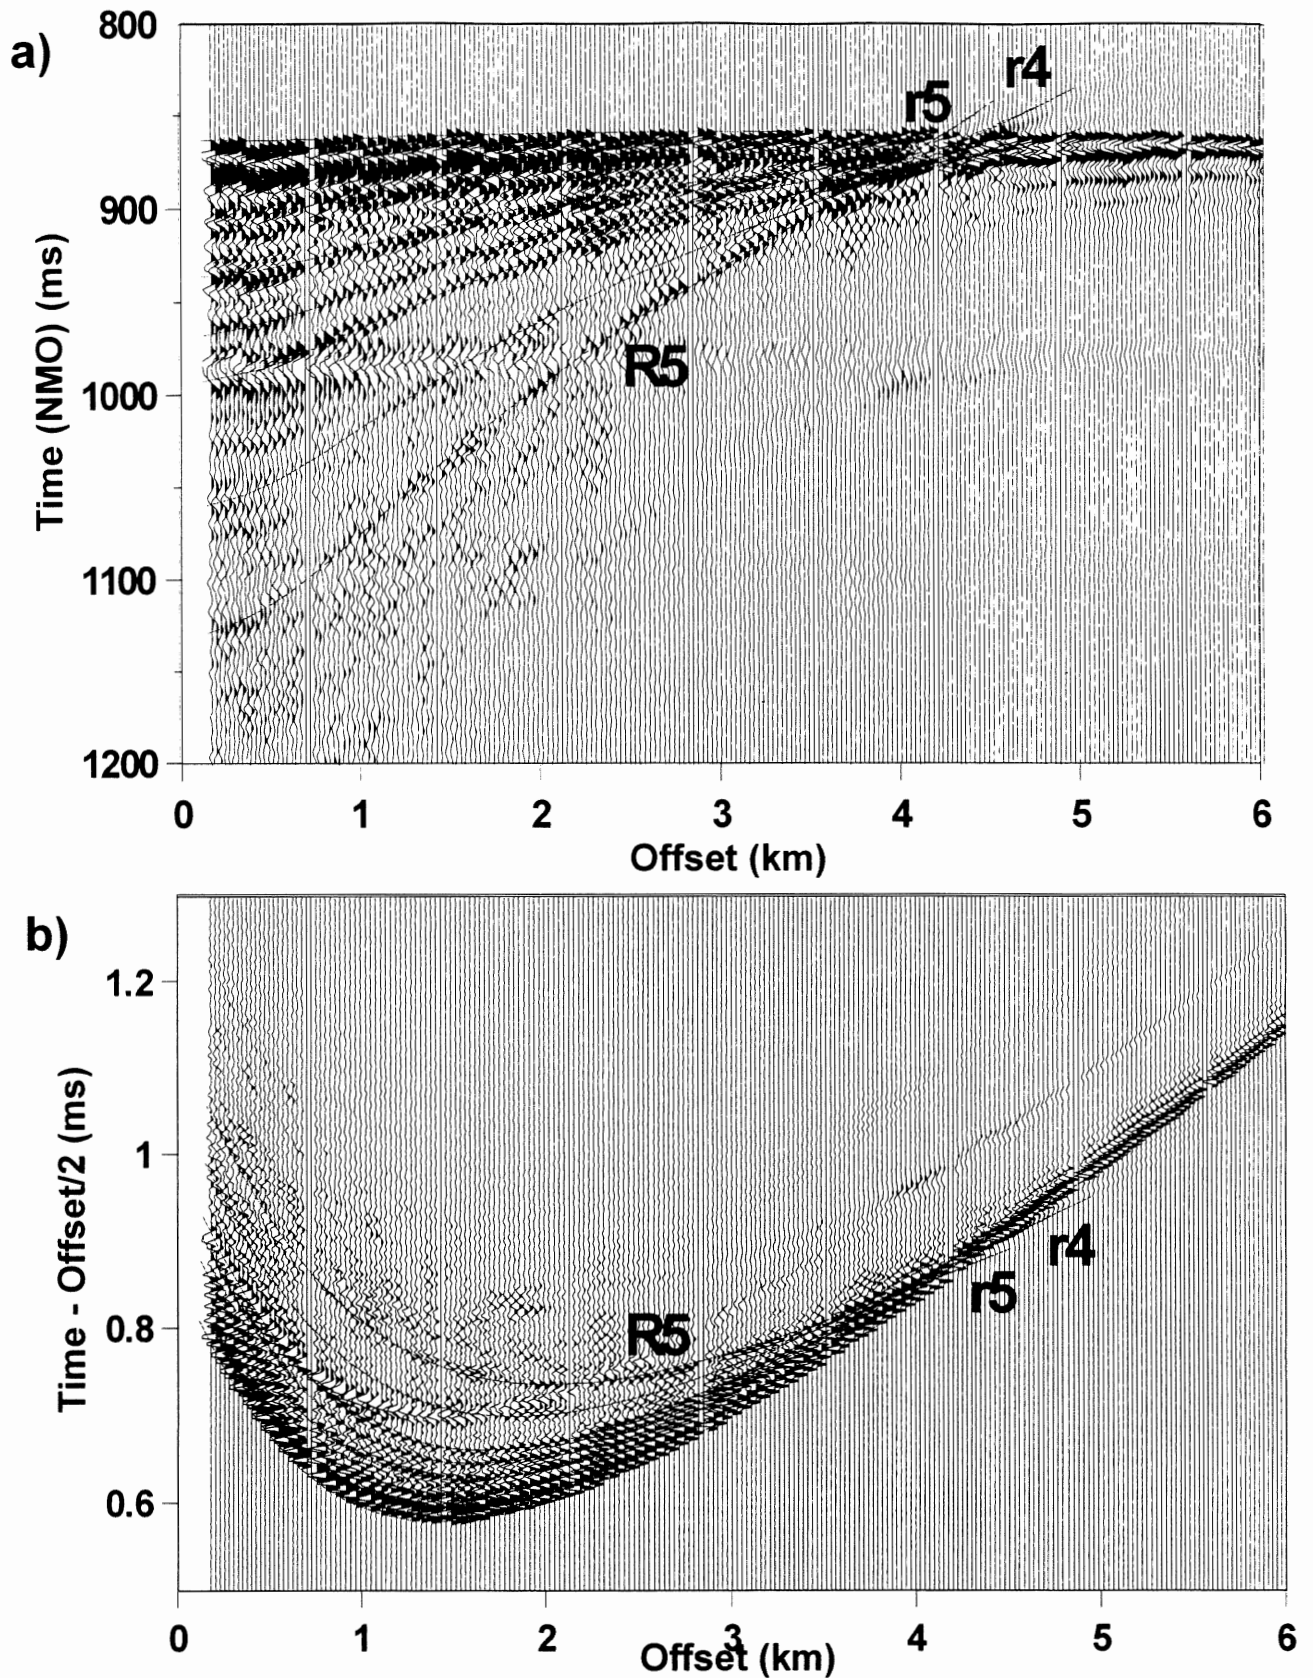 a)
800
r4
r5
900
Time (NMO) (ms)
R5
1000
1100
1200
0 1 2 3 4 5 6
Offset (km)
b)
1.2
Time - Offset/2 (ms)
1
r4
r5
R5
0.8
0.6
0 1 2 3 4 5 6
Offset (km)